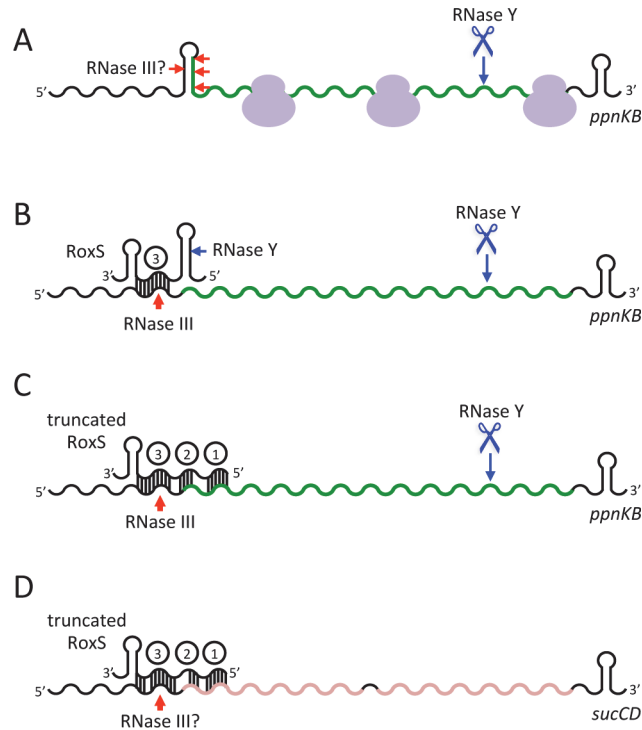 A
RNase Y
RNase III?
5’
3’
ppnKB
B
RNase Y
RoxS
3
RNase Y
3’
5’
5’
3’
RNase III
ppnKB
C
truncated
RoxS
RNase Y
3
2
1
3’
5’
5’
3’
RNase III
ppnKB
D
truncated
RoxS
3
2
1
3’
5’
5’
3’
RNase III?
sucCD